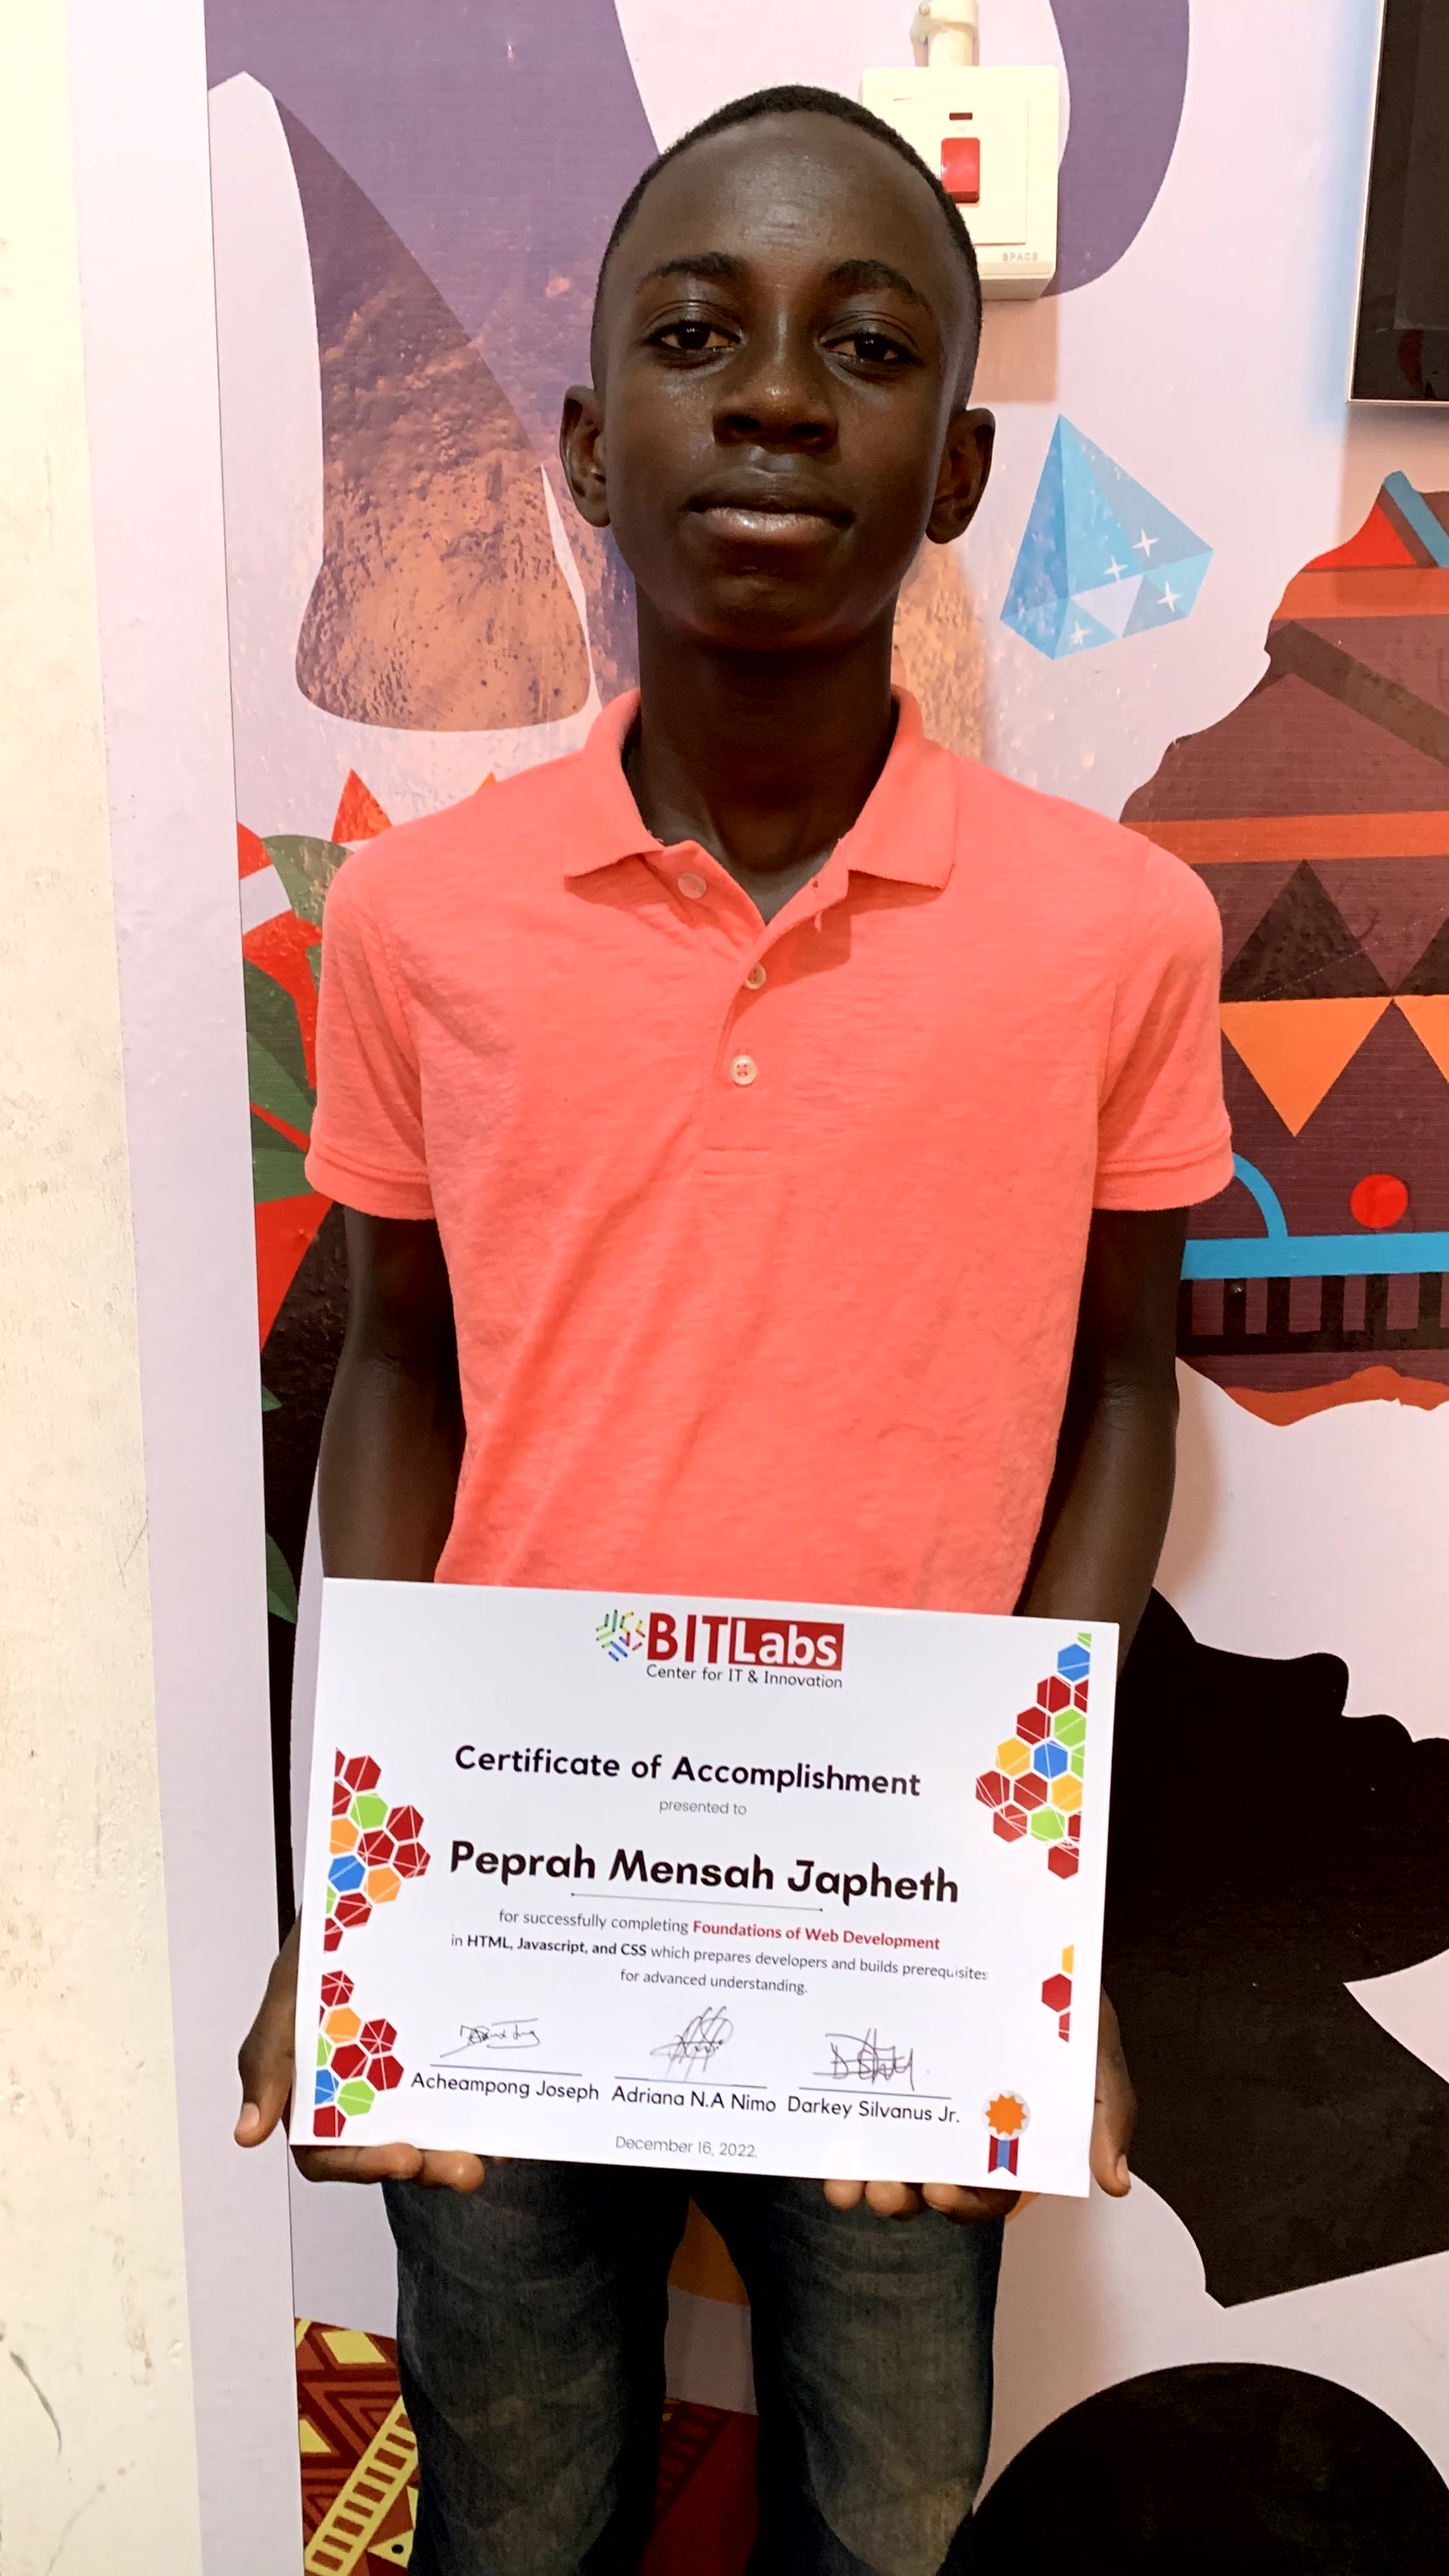 SPACE
BITLabs
Center for IT & Innovation
Certificate of Accomplishment
presented to
Peprah Mensah Japheth
for successfully completing Foundations of Web Development
in HTML, Javascript, and CSS which prepares developers and builds prerequisites
for advanced understanding.
Acheampong Joseph Adriana N.A Nimo Darkey Silvanus Jr.
December 16, 2022